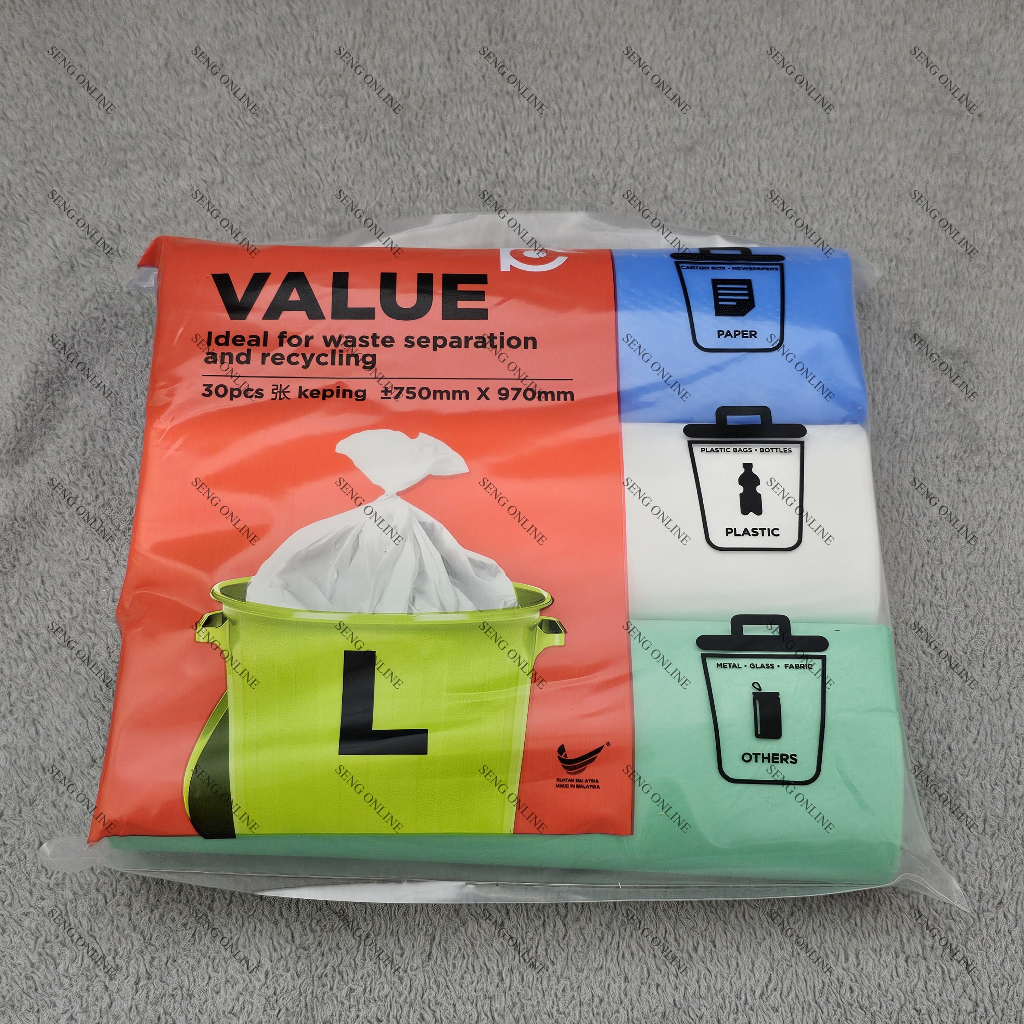 VALUE
Ideal for waste separation
and recycling
30pcs 张 keping ±750mm X 970mm
L
BUATAN MALAYSIA
MADE IN MALAYSIA
CARTON BOX • NEWSPAPERS
PAPER
PLASTIC BAGS • BOTTLES
PLASTIC
METAL • GLASS • FABRIC
OTHERS
SENG ONLINE